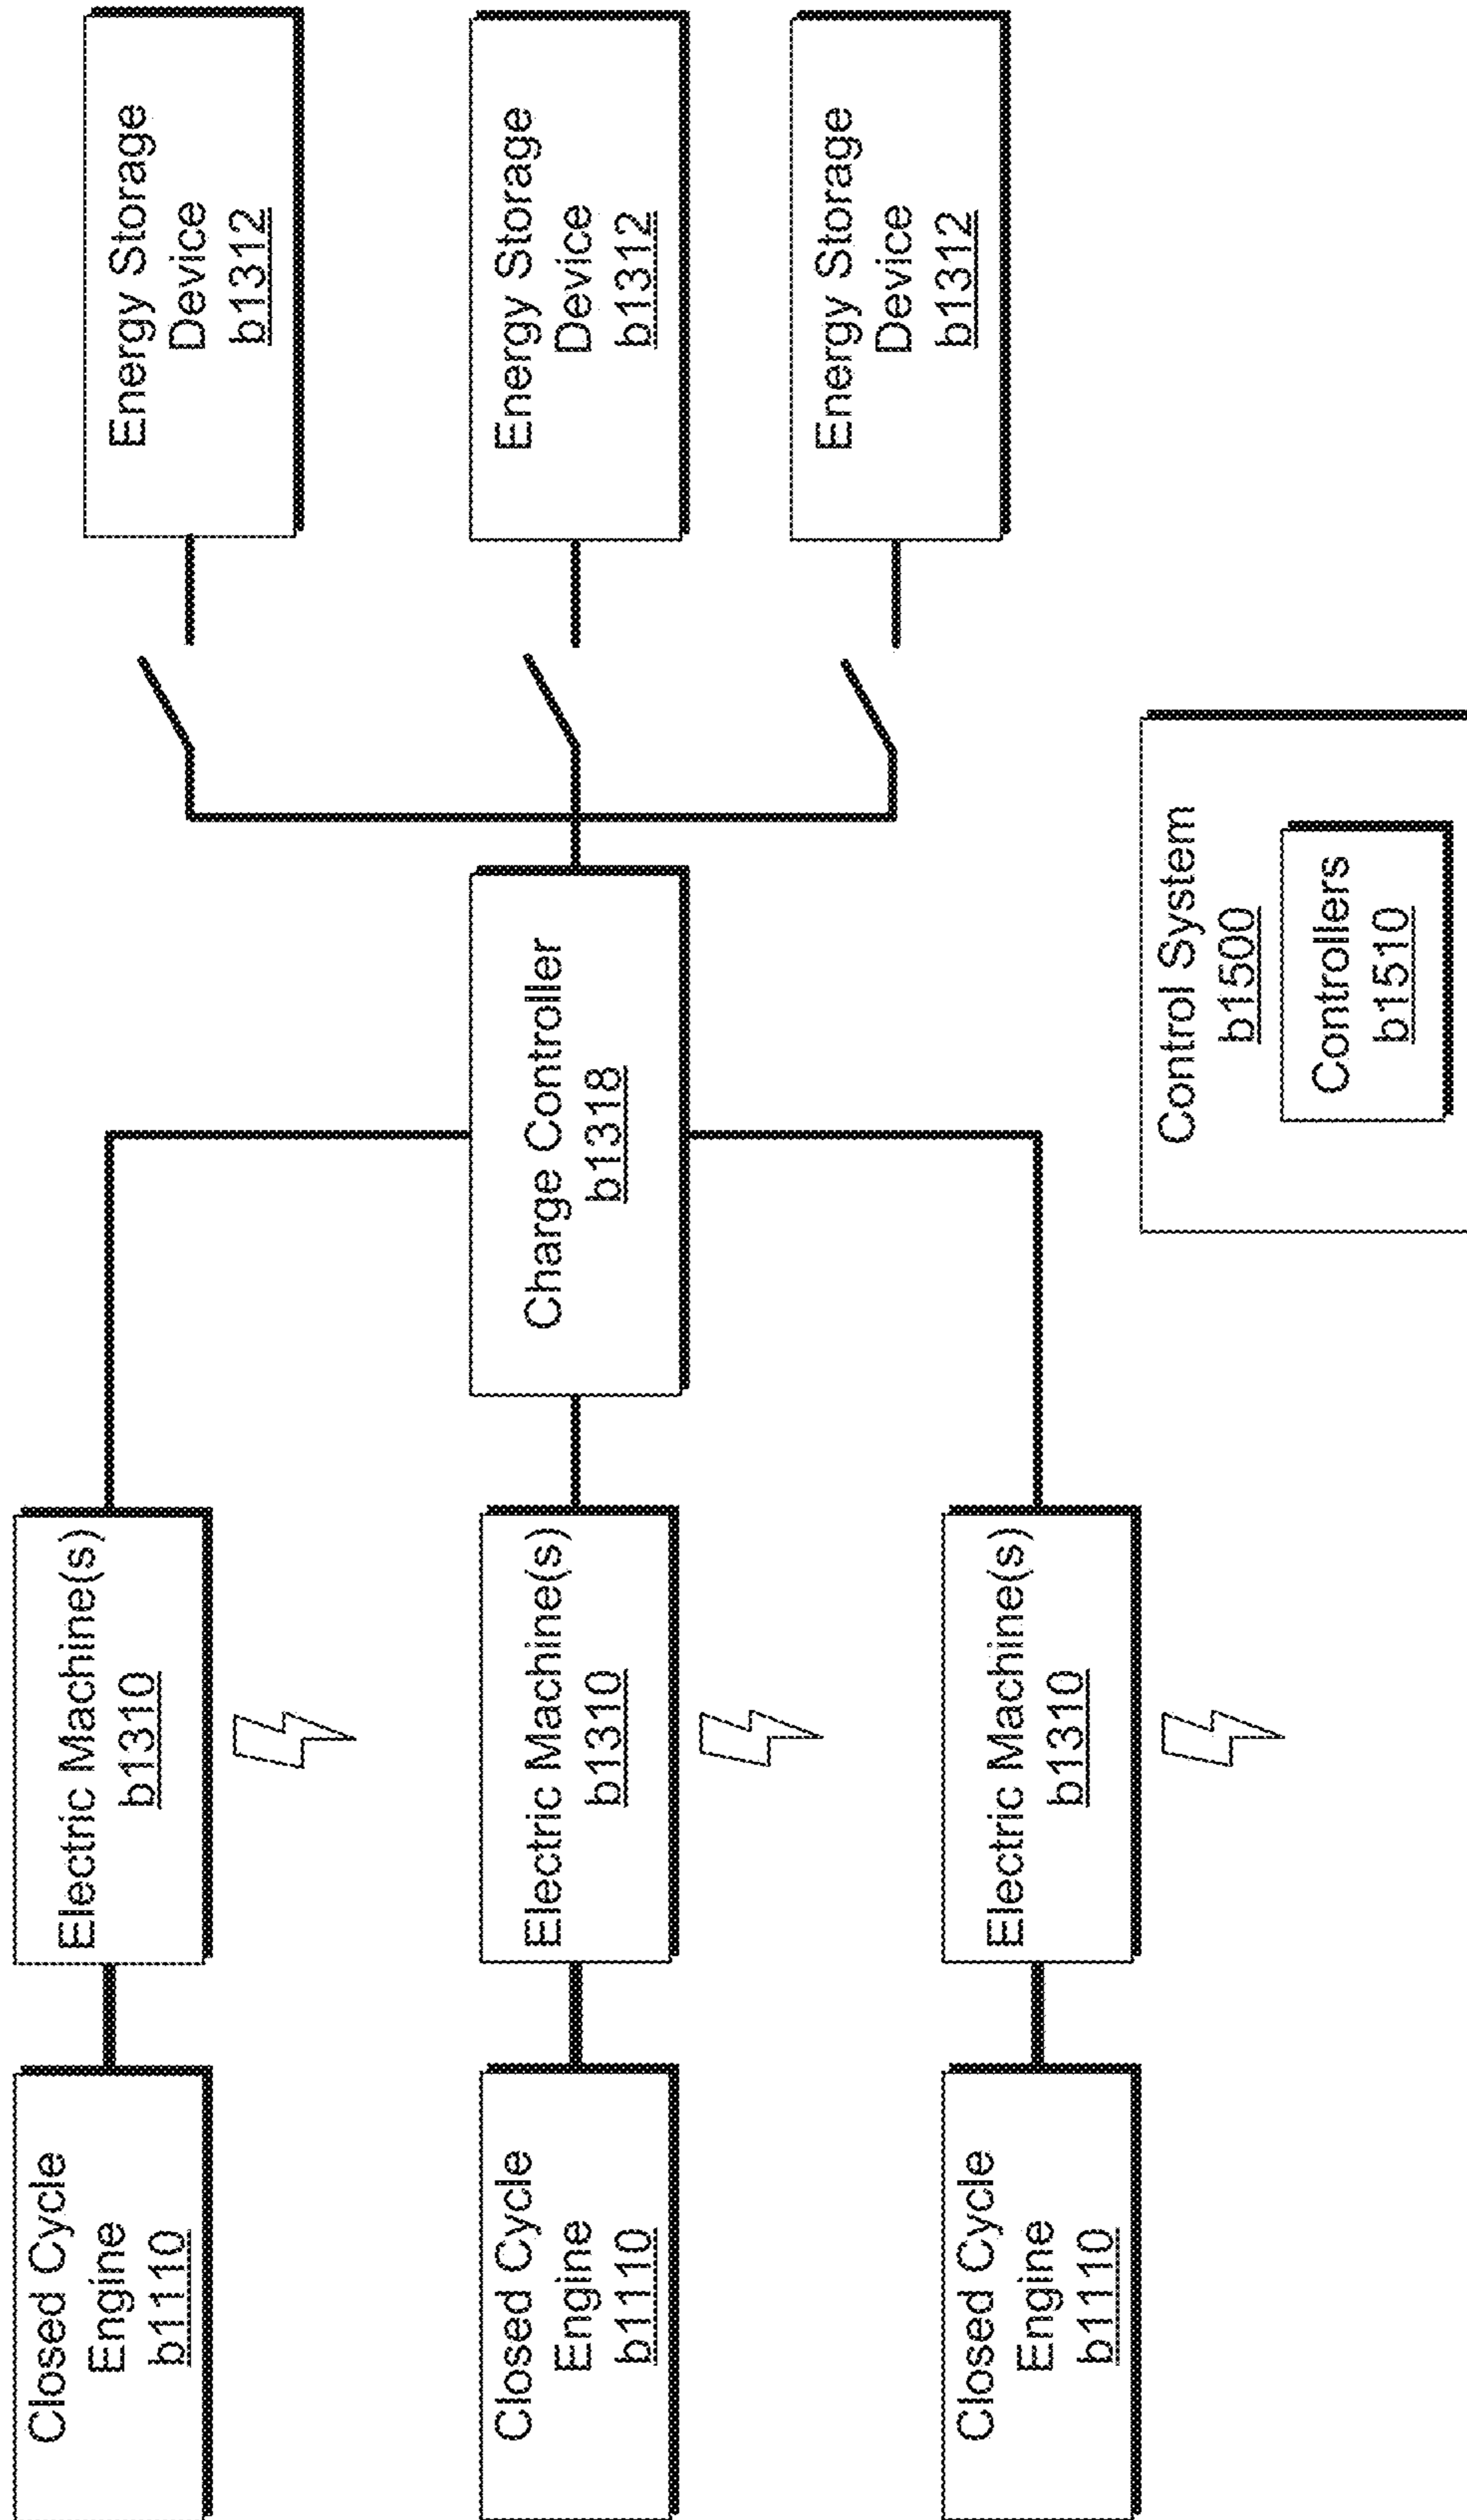 Closed Cycle
Engine
b1110
Electric Machine(s)
b1310
Energy Storage
Device
b1312
Closed Cycle
Engine
b1110
Electric Machine(s)
b1310
Charge Controller
b1318
Energy Storage
Device
b1312
Closed Cycle
Engine
b1110
Electric Machine(s)
b1310
Energy Storage
Device
b1312
Control System
b1500
Controllers
b1510